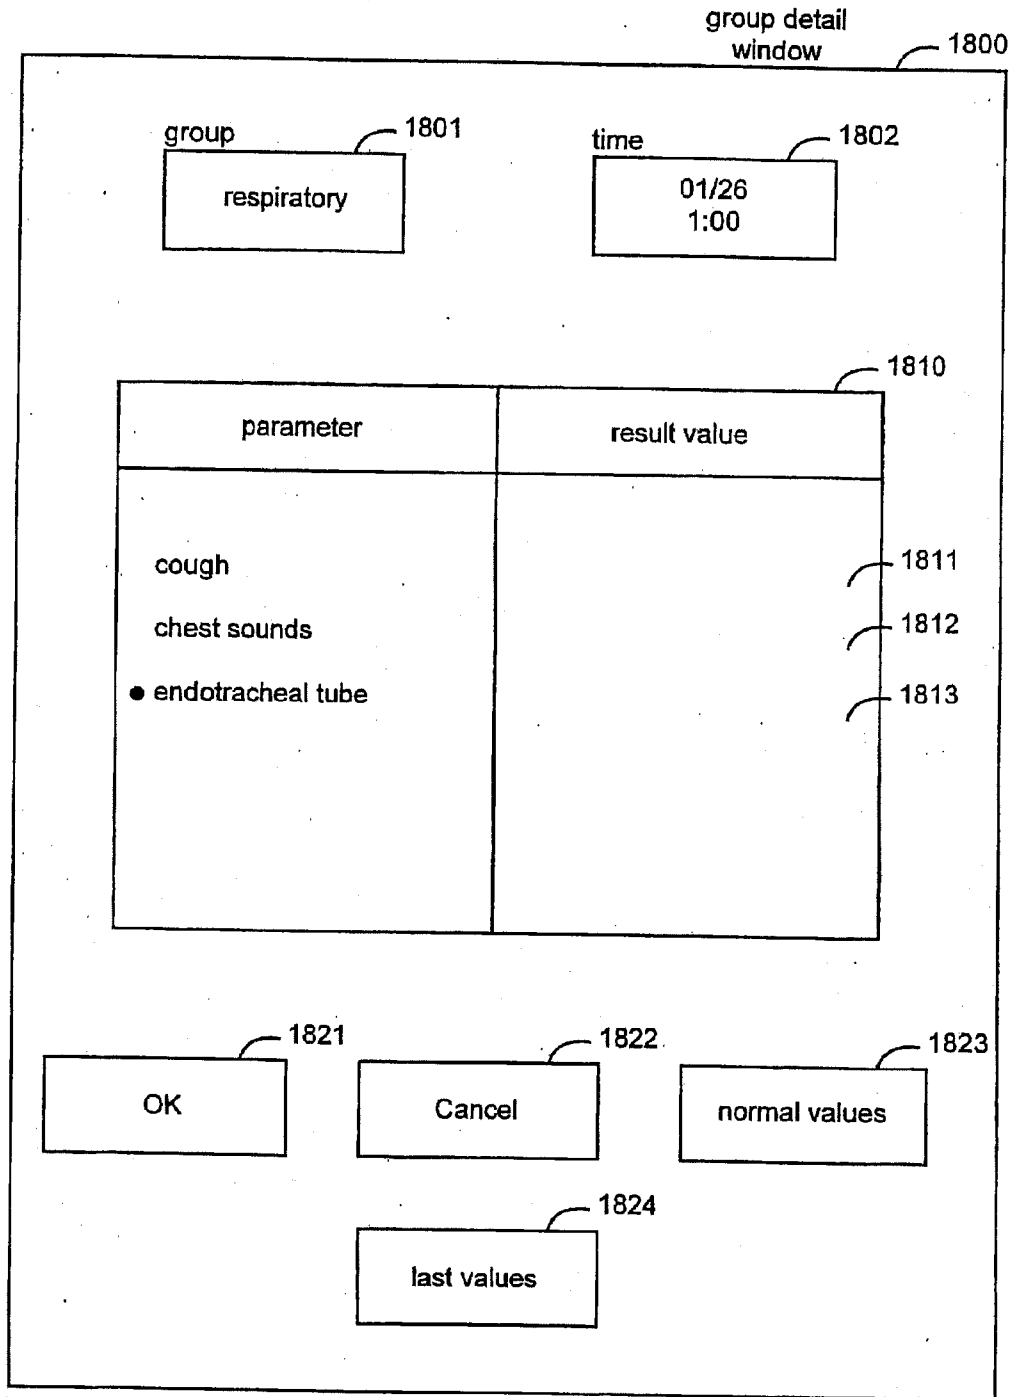 group detail
window
1800
group
1801
respiratory
time
1802
01/26
1:00
1810
parameter
result value
cough
1811
chest sounds
1812
● endotracheal tube
1813
1821
OK
1822
Cancel
1823
normal values
1824
last values